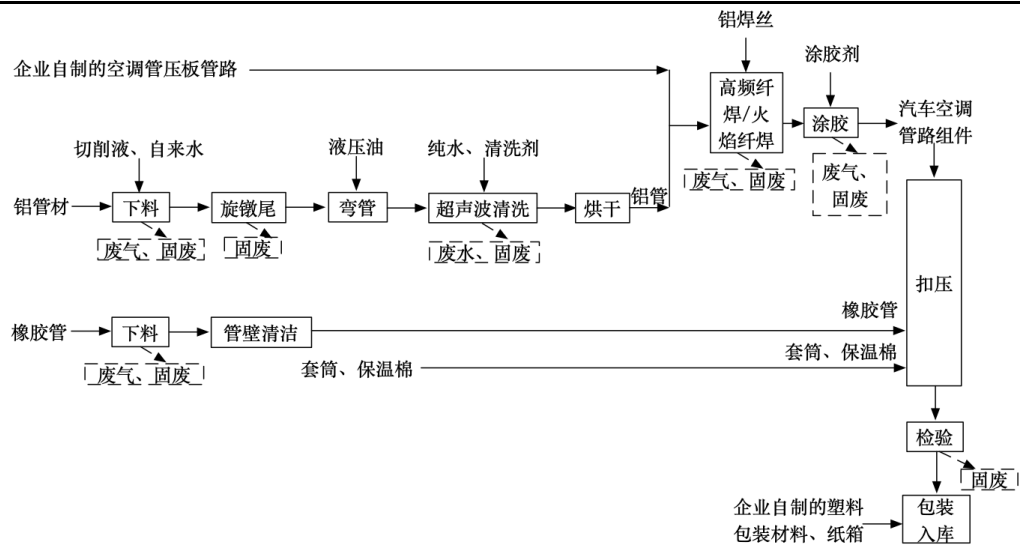 铝焊丝
企业自制的空调管压板管路
涂胶剂
高频纤
焊/火
焰纤焊
涂胶
汽车空调
管路组件
切削液、自来水
液压油
纯水、清洗剂
废气、固废
废气、
固废
铝管材
下料
旋镦尾
弯管
超声波清洗
烘干
铝管
废气、固废
固废
废水、固废
扣压
橡胶管
橡胶管
下料
管壁清洁
套筒、保温棉
废气、固废
套筒、保温棉
检验
固废
企业自制的塑料
包装材料、纸箱
包装
入库